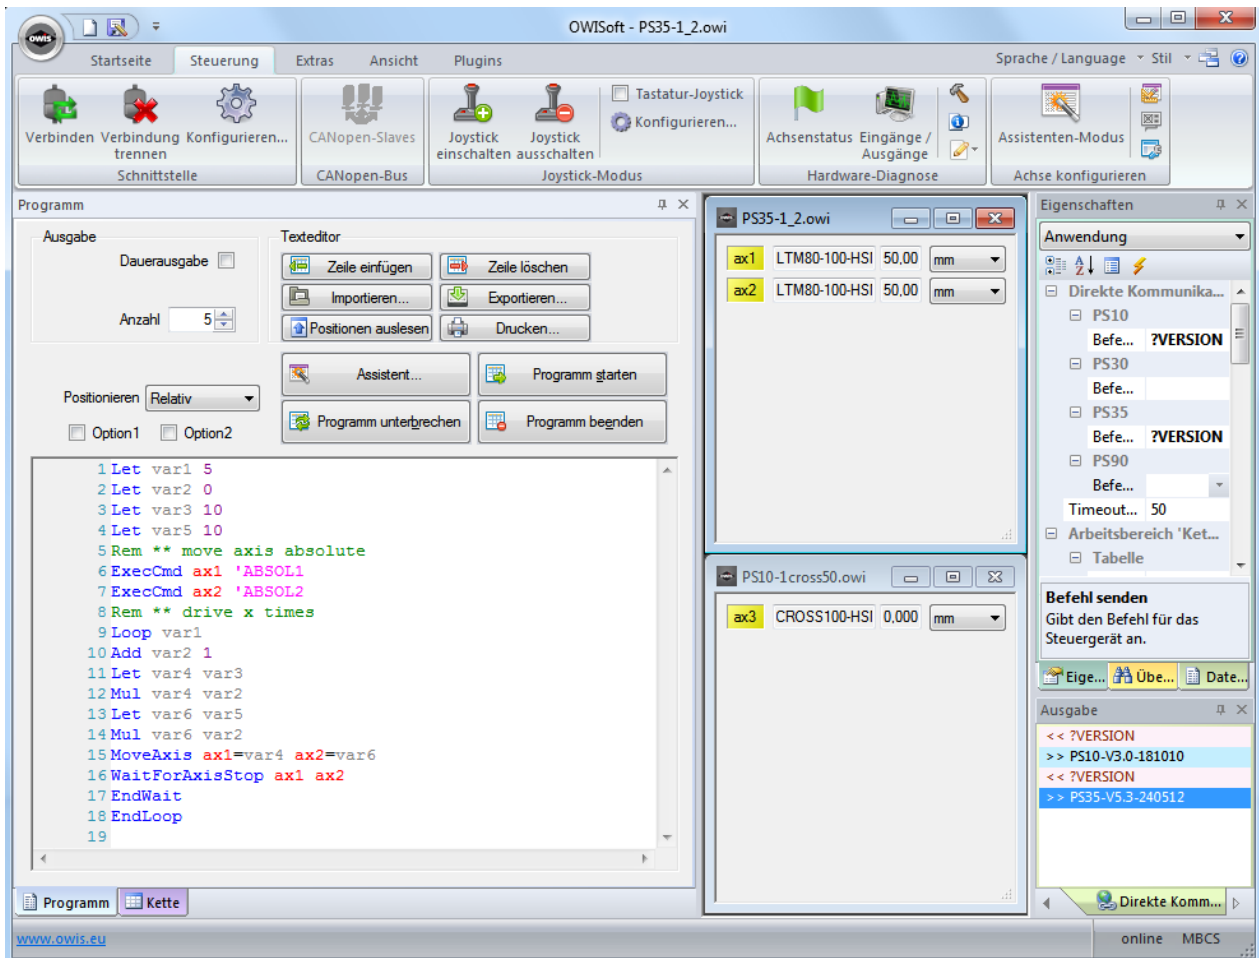 OWISoft - PS35-1_2.owi
owis
Startseite Steuerung Extras Ansicht Plugins Sprache / Language Stil
Verbinden Verbindung trennen Konfigurieren...
Schnittstelle
CANopen-Slaves
CANopen-Bus
Joystick einschalten Joystick ausschalten
Tastatur-Joystick
Konfigurieren...
Joystick-Modus
Achsenstatus Eingänge / Ausgänge
Hardware-Diagnose
Assistenten-Modus
Achse konfigurieren
Programm
Ausgabe
Dauerausgabe
Anzahl 5
Texteditor
Zeile einfügen Zeile löschen
Importieren... Exportieren...
Positionen auslesen Drucken...
Positionieren Relativ
Option1 Option2
Assistent... Programm starten
Programm unterbrechen Programm beenden
1 Let var1 5
2 Let var2 0
3 Let var3 10
4 Let var5 10
5 Rem ** move axis absolute
6 ExecCmd ax1 'ABSOL1
7 ExecCmd ax2 'ABSOL2
8 Rem ** drive x times
9 Loop var1
10 Add var2 1
11 Let var4 var3
12 Mul var4 var2
13 Let var6 var5
14 Mul var6 var2
15 MoveAxis ax1=var4 ax2=var6
16 WaitForAxisStop ax1 ax2
17 EndWait
18 EndLoop
19
Programm Kette
PS35-1_2.owi
ax1 LTM80-100-HSI 50,00 mm
ax2 LTM80-100-HSI 50,00 mm
PS10-1cross50.owi
ax3 CROSS100-HSI 0,000 mm
Eigenschaften
Anwendung
Direkte Kommunika...
PS10
Befe... ?VERSION
PS30
Befe...
PS35
Befe... ?VERSION
PS90
Befe...
Timeout... 50
Arbeitsbereich 'Ket...
Tabelle
Befehl senden
Gibt den Befehl für das
Steuergerät an.
Eige... Übe... Date...
Ausgabe
<< ?VERSION
>> PS10-V3.0-181010
<< ?VERSION
>> PS35-V5.3-240512
Direkte Komm...
www.owis.eu online MBCS